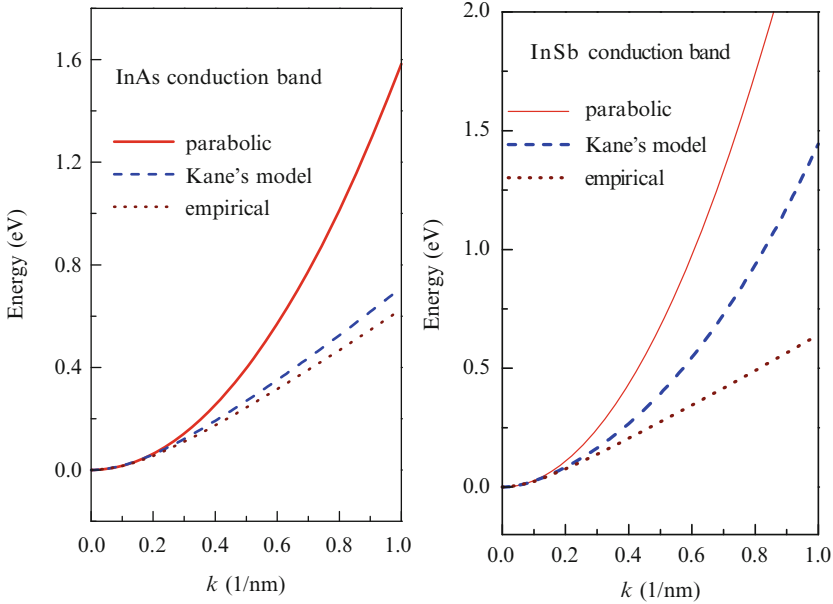 InAs conduction band
parabolic
Kane's model
empirical
Energy (eV)
1.6
1.2
0.8
0.4
0.0
0.0 0.2 0.4 0.6 0.8 1.0
k (1/nm)
InSb conduction band
parabolic
Kane's model
empirical
Energy (eV)
2.0
1.5
1.0
0.5
0.0
0.0 0.2 0.4 0.6 0.8 1.0
k (1/nm)